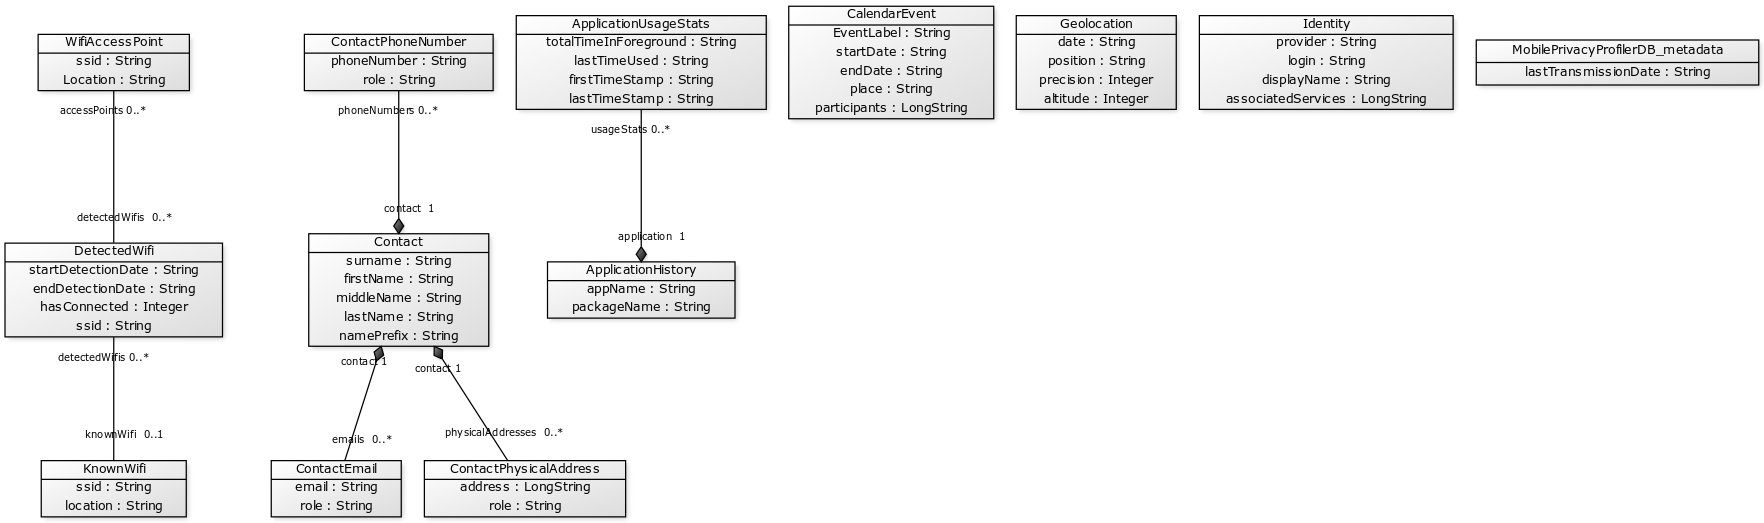 WifiAccessPoint
ssid : String
Location : String
accessPoints 0..*
detectedWifis 0..*
DetectedWifi
startDetectionDate : String
endDetectionDate : String
hasConnected : Integer
ssid : String
detectedWifis 0..*
knownWifi 0..1
KnownWifi
ssid : String
location : String
ContactPhoneNumber
phoneNumber : String
role : String
phoneNumbers 0..*
contact 1
Contact
surname : String
firstName : String
middleName : String
lastName : String
namePrefix : String
contact 1
contact 1
emails 0..*
physicalAddresses 0..*
ContactEmail
email : String
role : String
ContactPhysicalAddress
address : LongString
role : String
ApplicationUsageStats
totalTimeInForeground : String
lastTimeUsed : String
firstTimeStamp : String
lastTimeStamp : String
usageStats 0..*
application 1
ApplicationHistory
appName : String
packageName : String
CalendarEvent
EventLabel : String
startDate : String
endDate : String
place : String
participants : LongString
Geolocation
date : String
position : String
precision : Integer
altitude : Integer
Identity
provider : String
login : String
displayName : String
associatedServices : LongString
MobilePrivacyProfilerDB_metadata
lastTransmissionDate : String